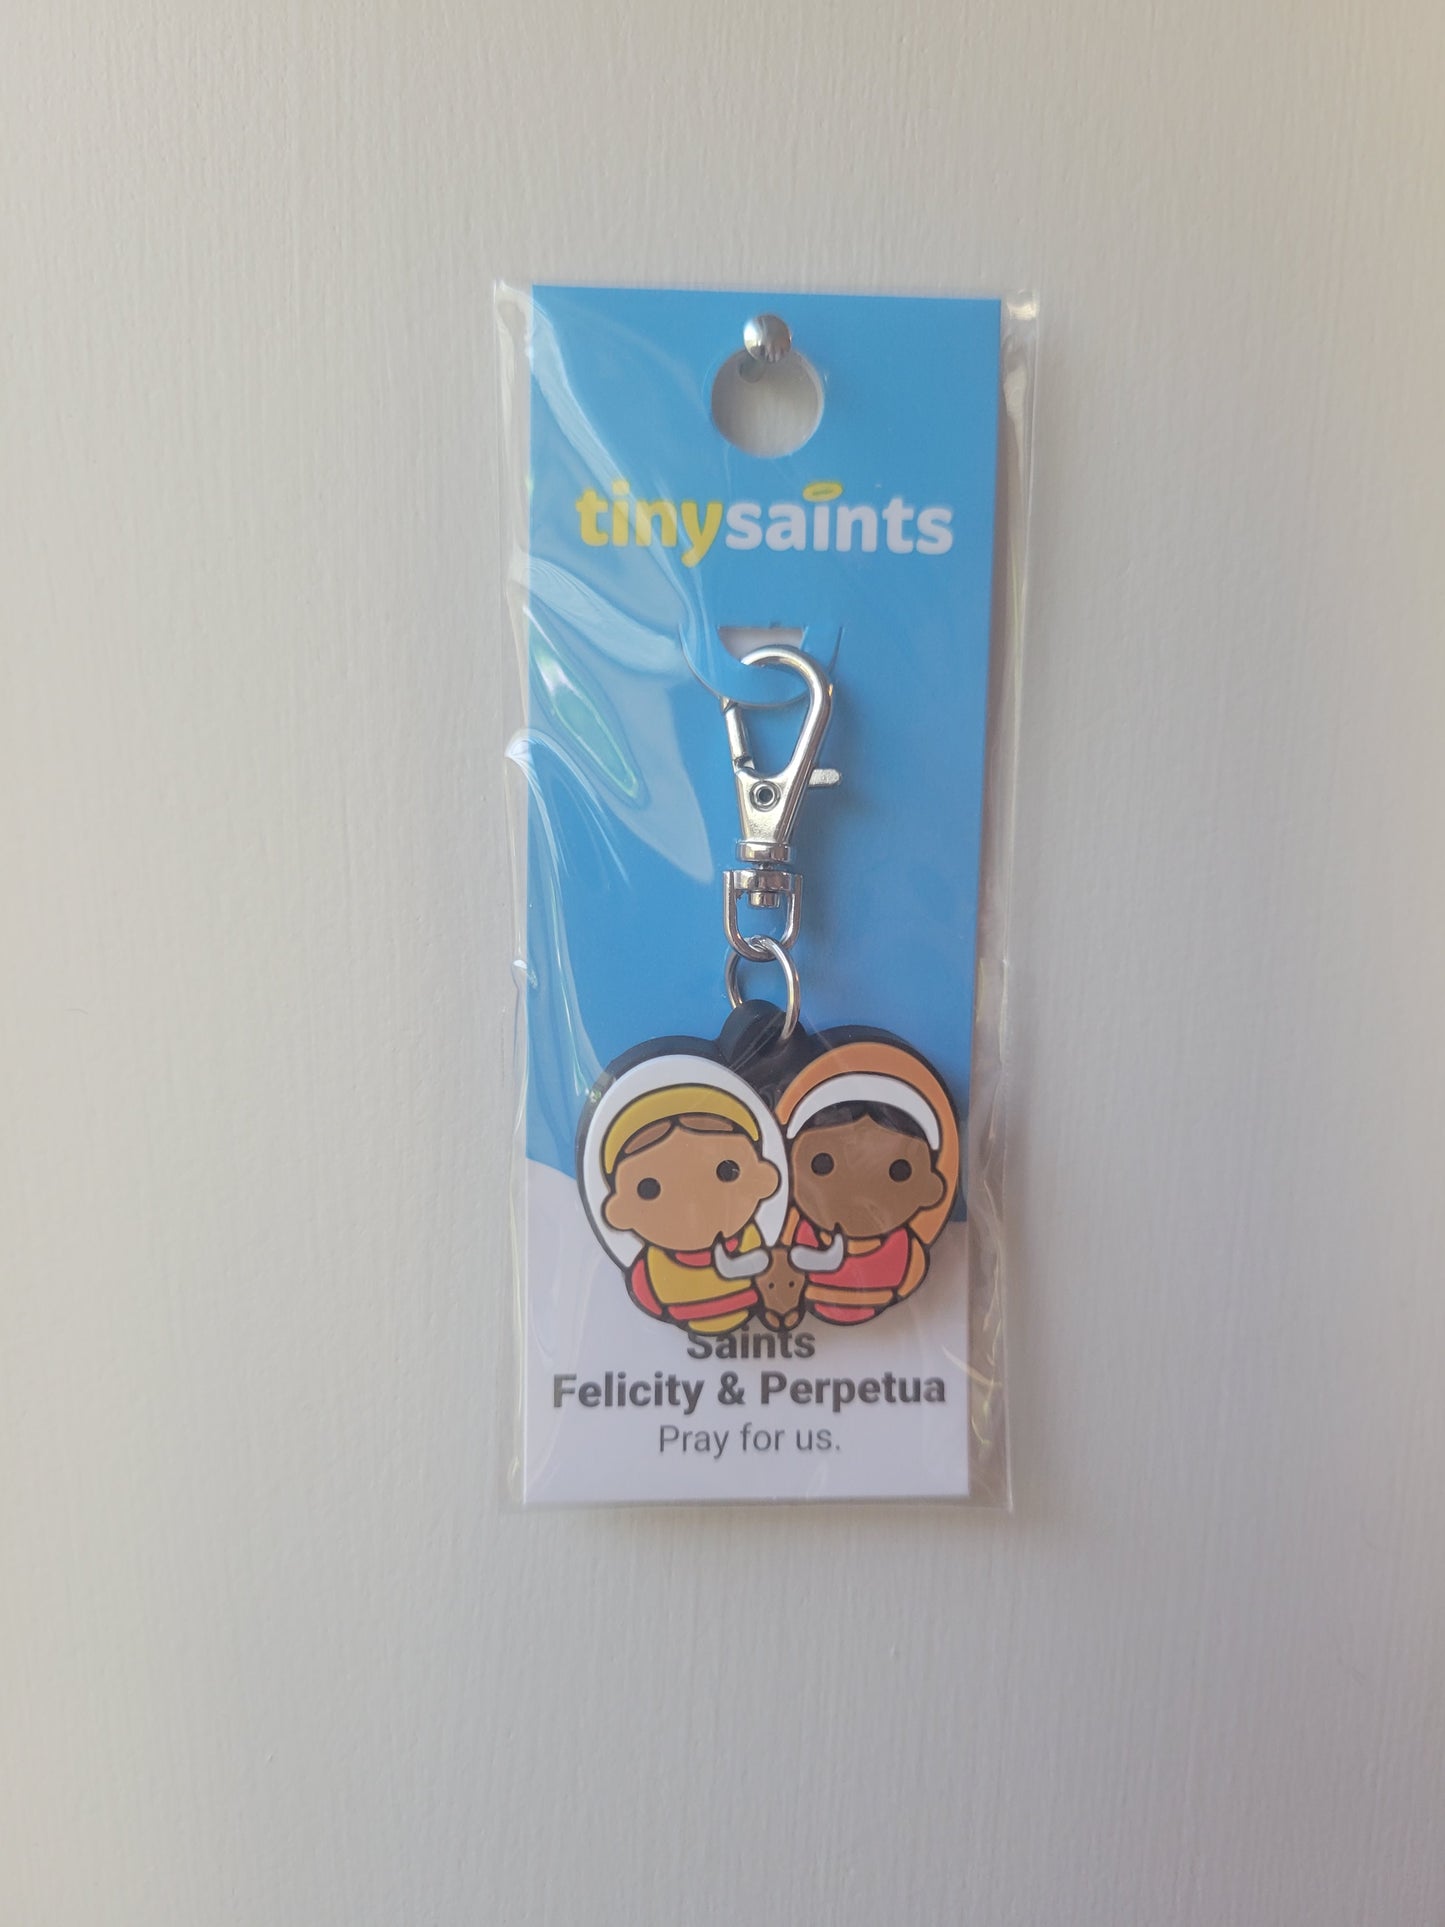 tinysaints
Saints
Felicity & Perpetua
Pray for us.